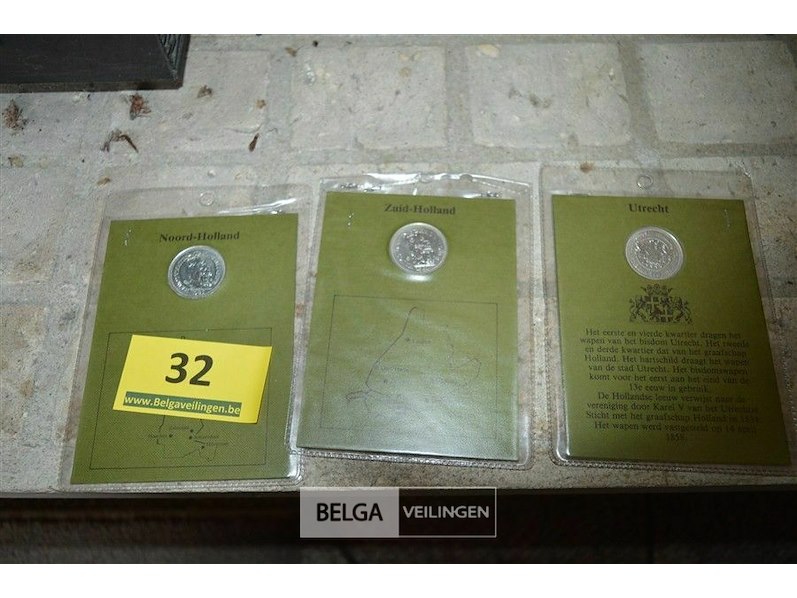 Noord-Holland
32
www.Belgaveilingen.be
Zuid-Holland
Utrecht
Het eerste en vierde kwartier dragen het
wapen van het bisdom Utrecht. Het tweede
en derde kwartier dat van het graafschap
Holland. Het hartschild draagt het wapen
van de stad Utrecht. Het bisdomswapen
komt voor het eerst aan het eind van de
13e eeuw in gebruik.
De Hollandse leeuw verwijst naar de
vereniging door Karel V van het Utrechtse
Sticht met het graafschap Holland in
Het wapen werd vastgesteld op 14
BELGA VEILINGEN